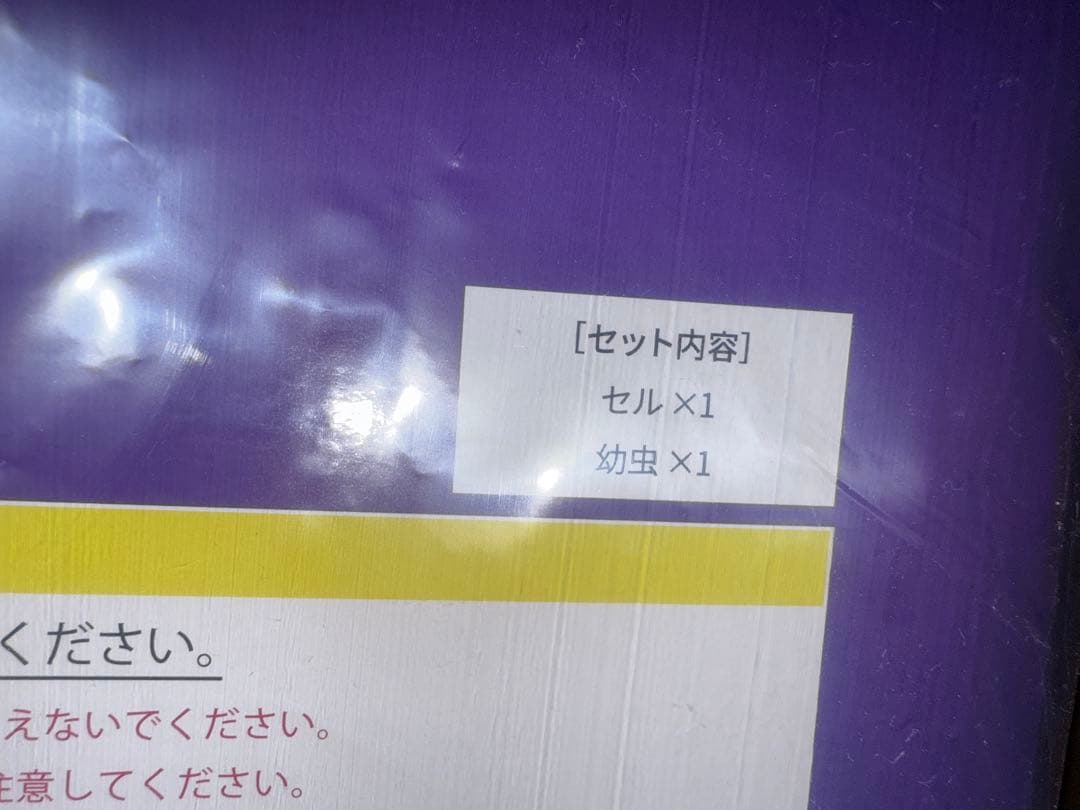 ［セット内容］
セル ×1
幼虫 ×1
ください。
えないでください。
注意してください。